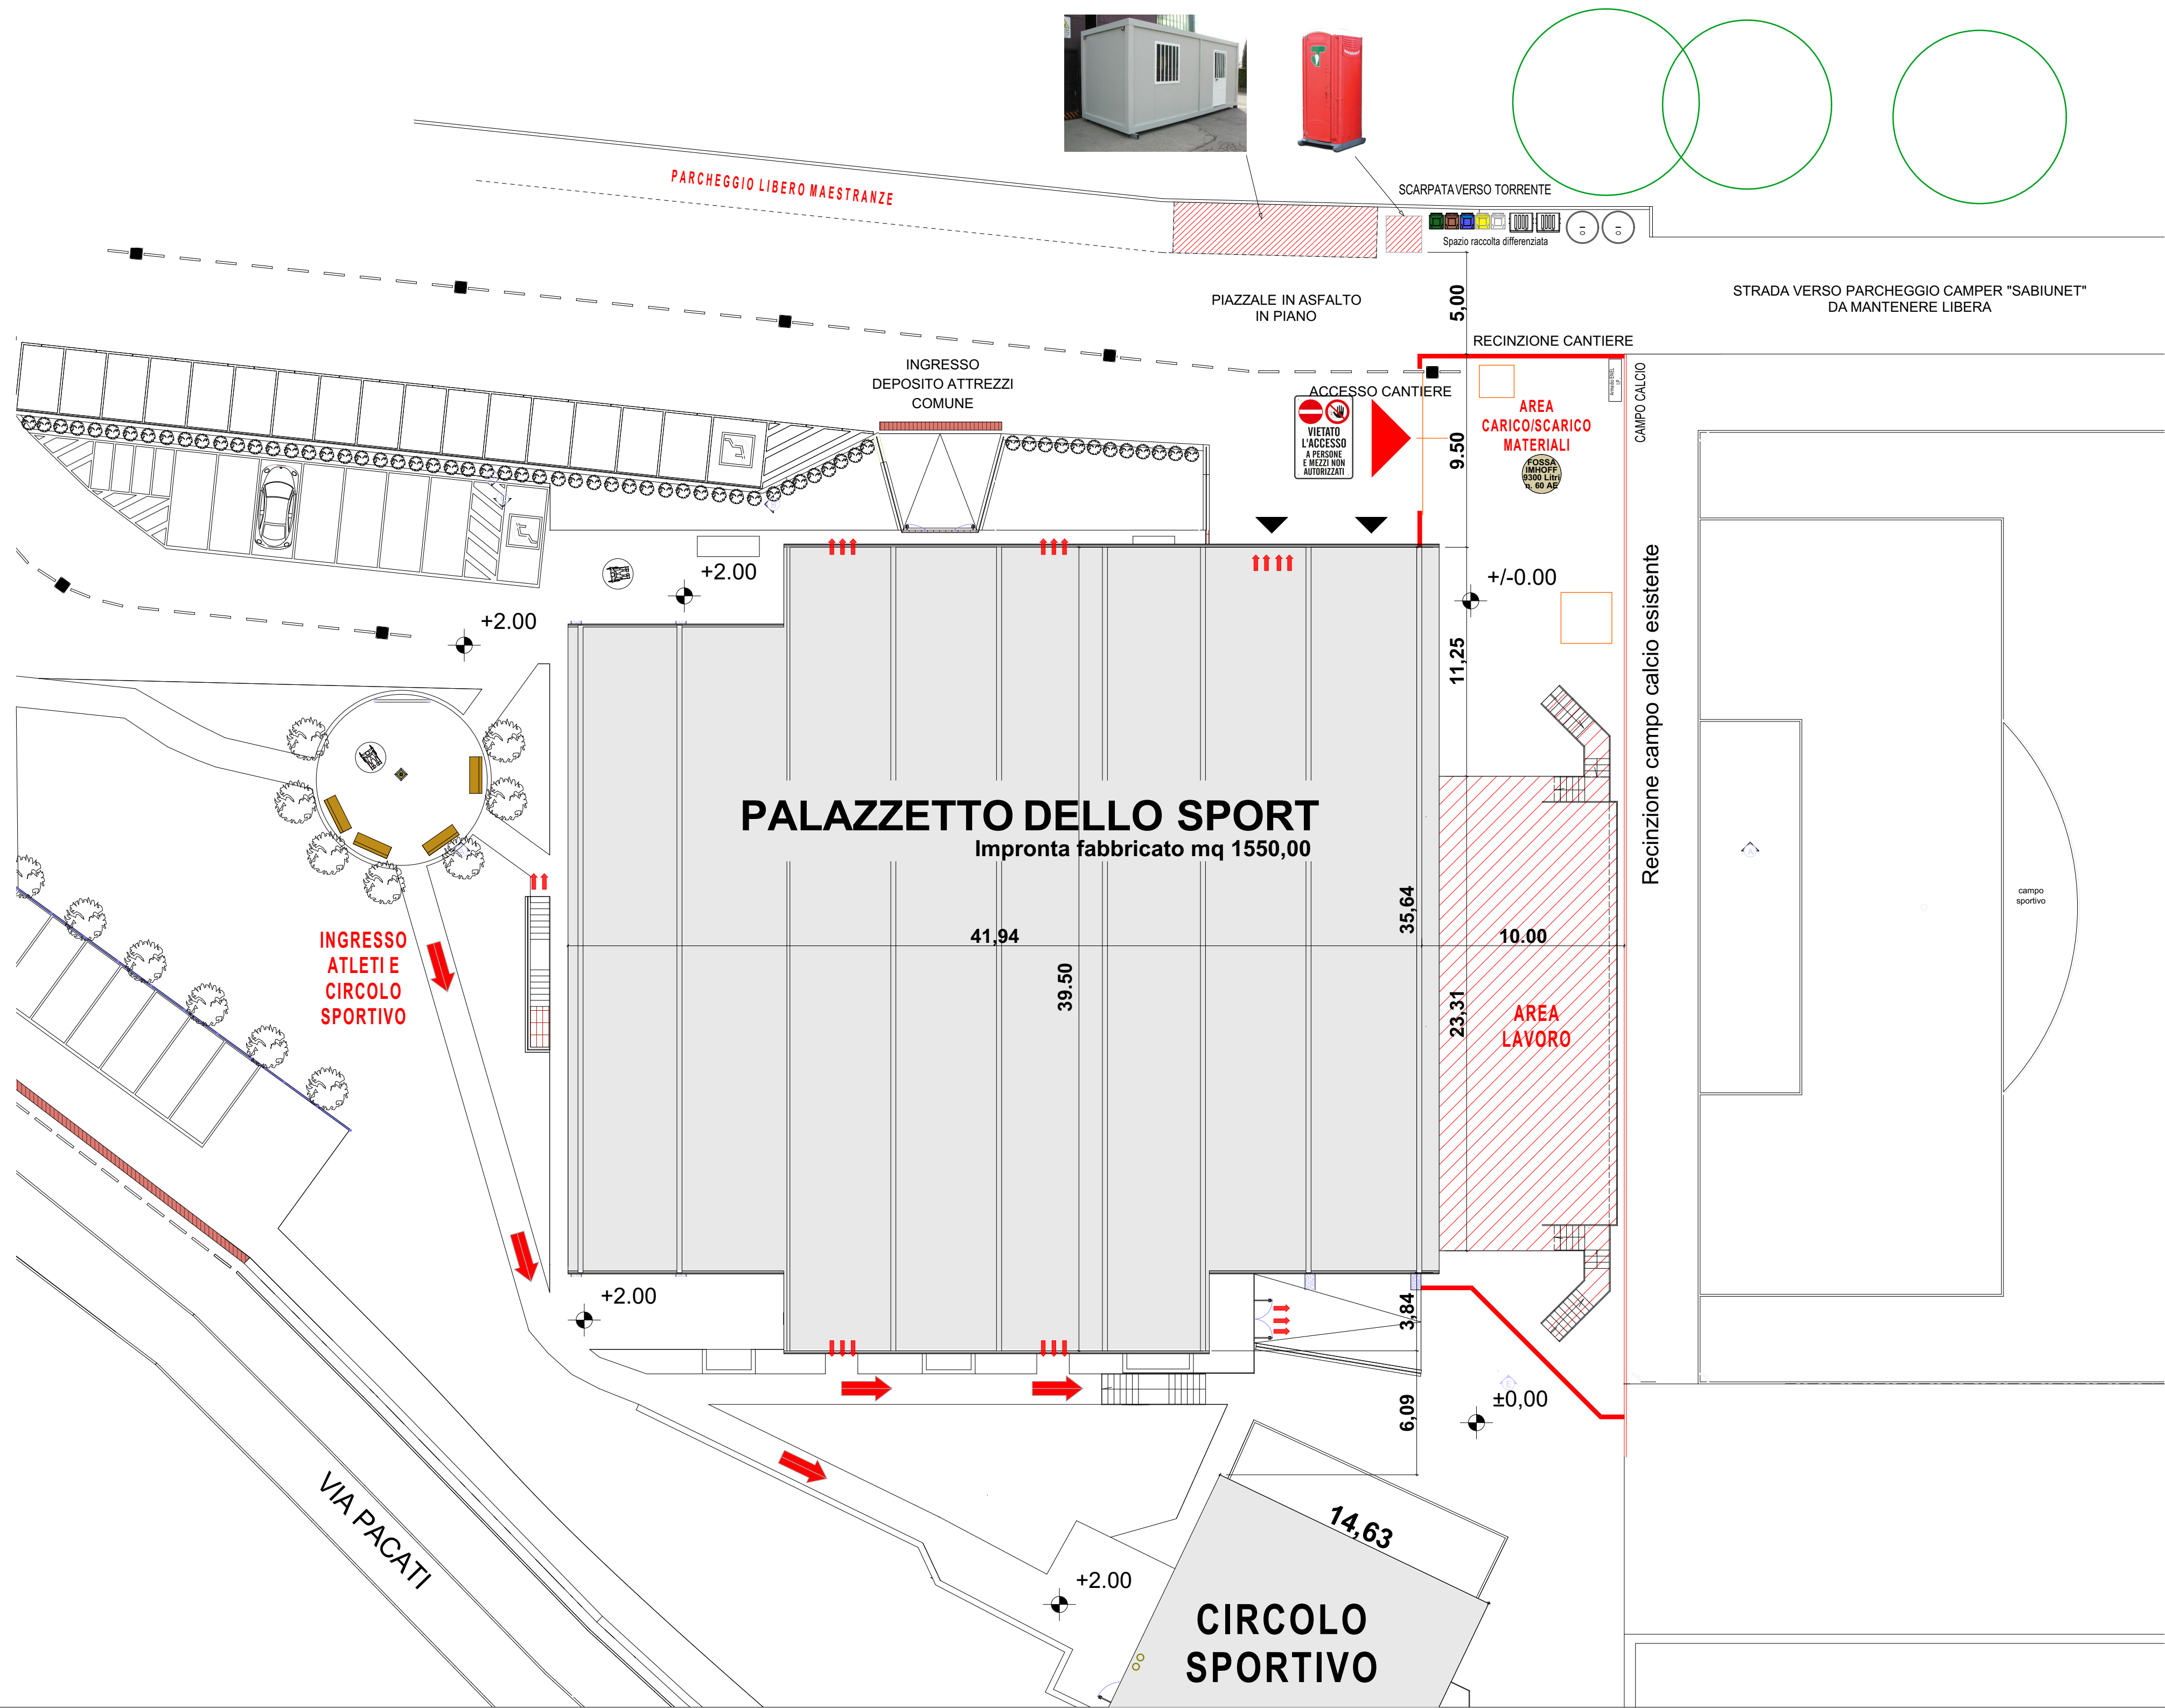 PARCHEGGIO LIBERO MAESTRANZE
SCARPATA VERSO TORRENTE
Spazio raccolta differenziata
PIAZZALE IN ASFALTO
IN PIANO
5,00
STRADA VERSO PARCHEGGIO CAMPER "SABIUNET"
DA MANTENERE LIBERA
RECINZIONE CANTIERE
INGRESSO
DEPOSITO ATTREZZI
COMUNE
ACCESSO CANTIERE
VIETATO
L'ACCESSO
A PERSONE
E MEZZI NON
AUTORIZZATI
9.50
AREA
CARICO/SCARICO
MATERIALI
FOSSA
IMHOFF
9300 Litri
n. 60 AE
Armadio ENEL
CAMPO CALCIO
+2.00
+2.00
+/-0.00
11,25
Recinzione campo calcio esistente
PALAZZETTO DELLO SPORT
Impronta fabbricato mq 1550,00
campo
sportivo
35,64
41,94
10.00
39.50
23,31
AREA
LAVORO
INGRESSO
ATLETI E
CIRCOLO
SPORTIVO
+2.00
3,84
±0,00
6,09
VIA PACATI
14,63
+2.00
CIRCOLO
SPORTIVO